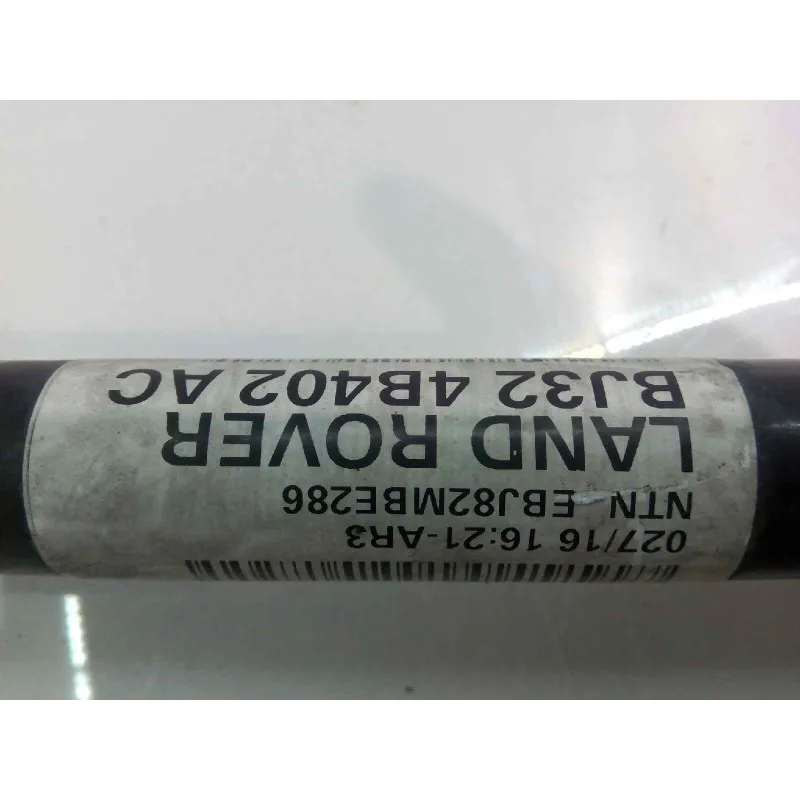 027/16 16:21-AR3
NTN EBJ82MBE286
LAND ROVER
BJ32 4B402 AC